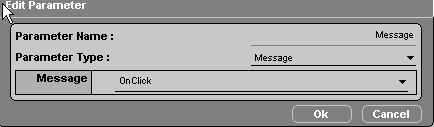 Edit Parameter
Parameter Name : Message
Parameter Type : Message
Message OnClick
Ok Cancel